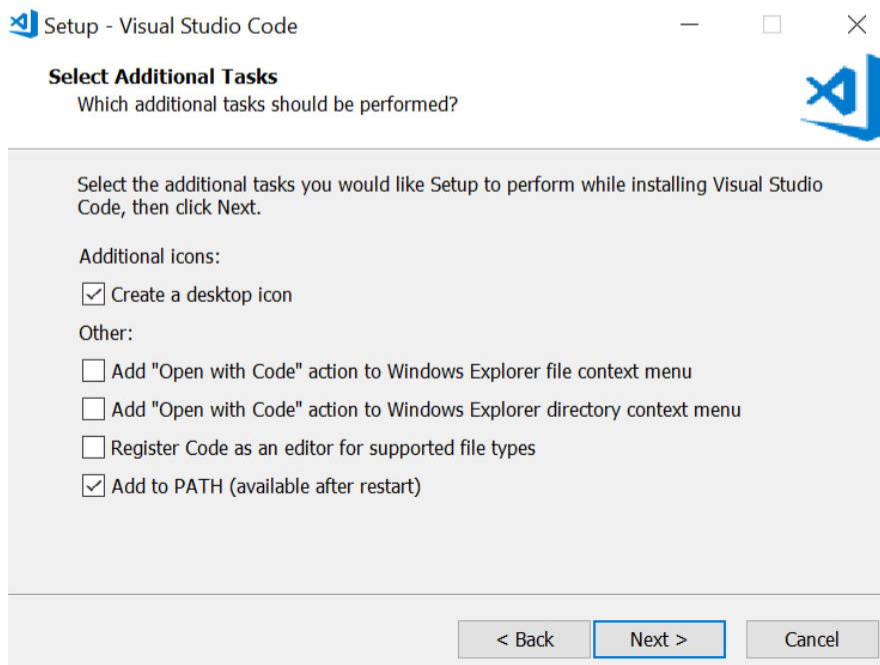 Setup - Visual Studio Code
Select Additional Tasks
Which additional tasks should be performed?
Select the additional tasks you would like Setup to perform while installing Visual Studio
Code, then click Next.
Additional icons:
Create a desktop icon
Other:
Add "Open with Code" action to Windows Explorer file context menu
Add "Open with Code" action to Windows Explorer directory context menu
Register Code as an editor for supported file types
Add to PATH (available after restart)
< Back
Next >
Cancel